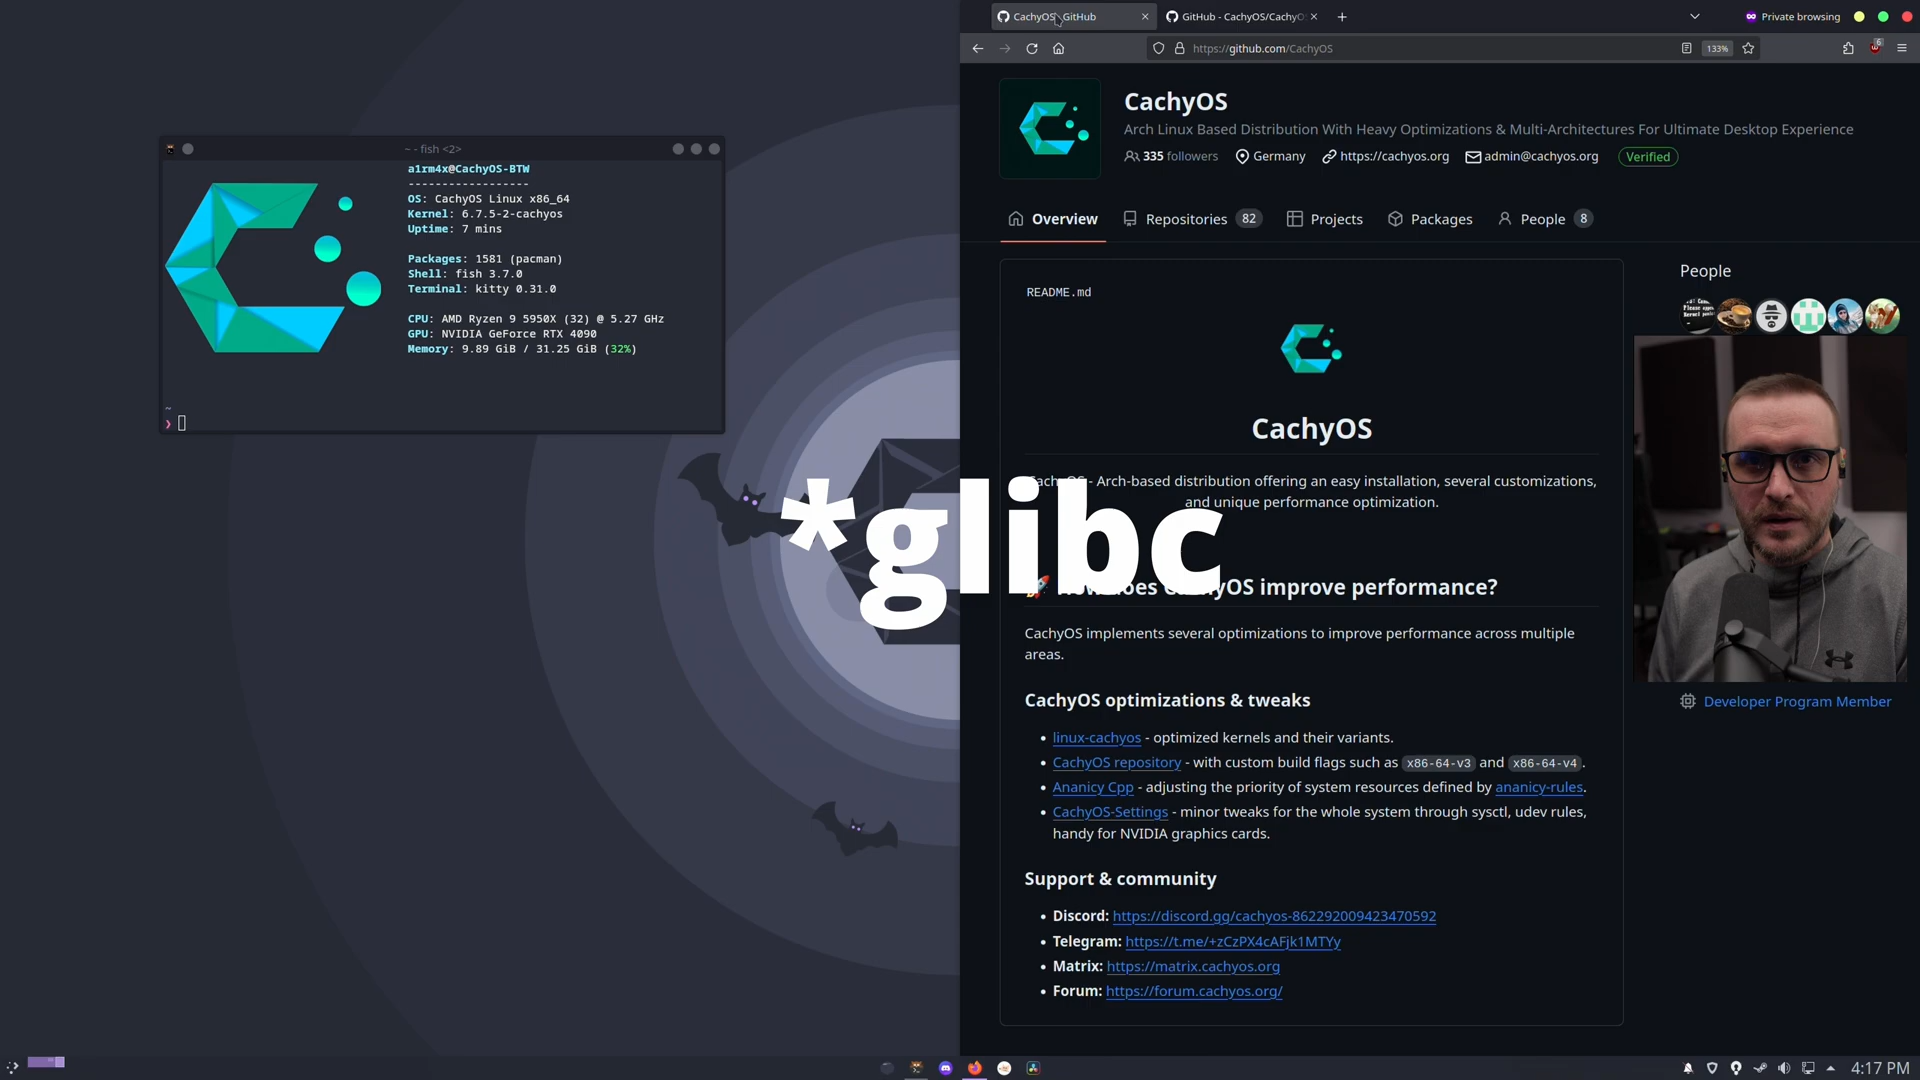 ~ - fish <2>
a1rm4x@CachyOS-BTW
------------------
OS: CachyOS Linux x86_64
Kernel: 6.7.5-2-cachyos
Uptime: 7 mins
Packages: 1581 (pacman)
Shell: fish 3.7.0
Terminal: kitty 0.31.0
CPU: AMD Ryzen 9 5950X (32) @ 5.27 GHz
GPU: NVIDIA GeForce RTX 4090
Memory: 9.89 GiB / 31.25 GiB (32%)
~
❯
*glibc
CachyOS · GitHub
GitHub - CachyOS/CachyOS
Private browsing
https://github.com/CachyOS
133%
6
CachyOS
Arch Linux Based Distribution With Heavy Optimizations & Multi-Architectures For Ultimate Desktop Experience
335 followers Germany https://cachyos.org admin@cachyos.org Verified
Overview Repositories 82 Projects Packages People 8
README.md
CachyOS
CachyOS - Arch-based distribution offering an easy installation, several customizations,
and unique performance optimization.
How does CachyOS improve performance?
CachyOS implements several optimizations to improve performance across multiple
areas.
CachyOS optimizations & tweaks
• linux-cachyos - optimized kernels and their variants.
• CachyOS repository - with custom build flags such as x86-64-v3 and x86-64-v4.
• Ananicy Cpp - adjusting the priority of system resources defined by ananicy-rules.
• CachyOS-Settings - minor tweaks for the whole system through sysctl, udev rules,
handy for NVIDIA graphics cards.
Support & community
• Discord: https://discord.gg/cachyos-862292009423470592
• Telegram: https://t.me/+zCzPX4cAFjk1MTYy
• Matrix: https://matrix.cachyos.org
• Forum: https://forum.cachyos.org/
People
Developer Program Member
4:17 PM